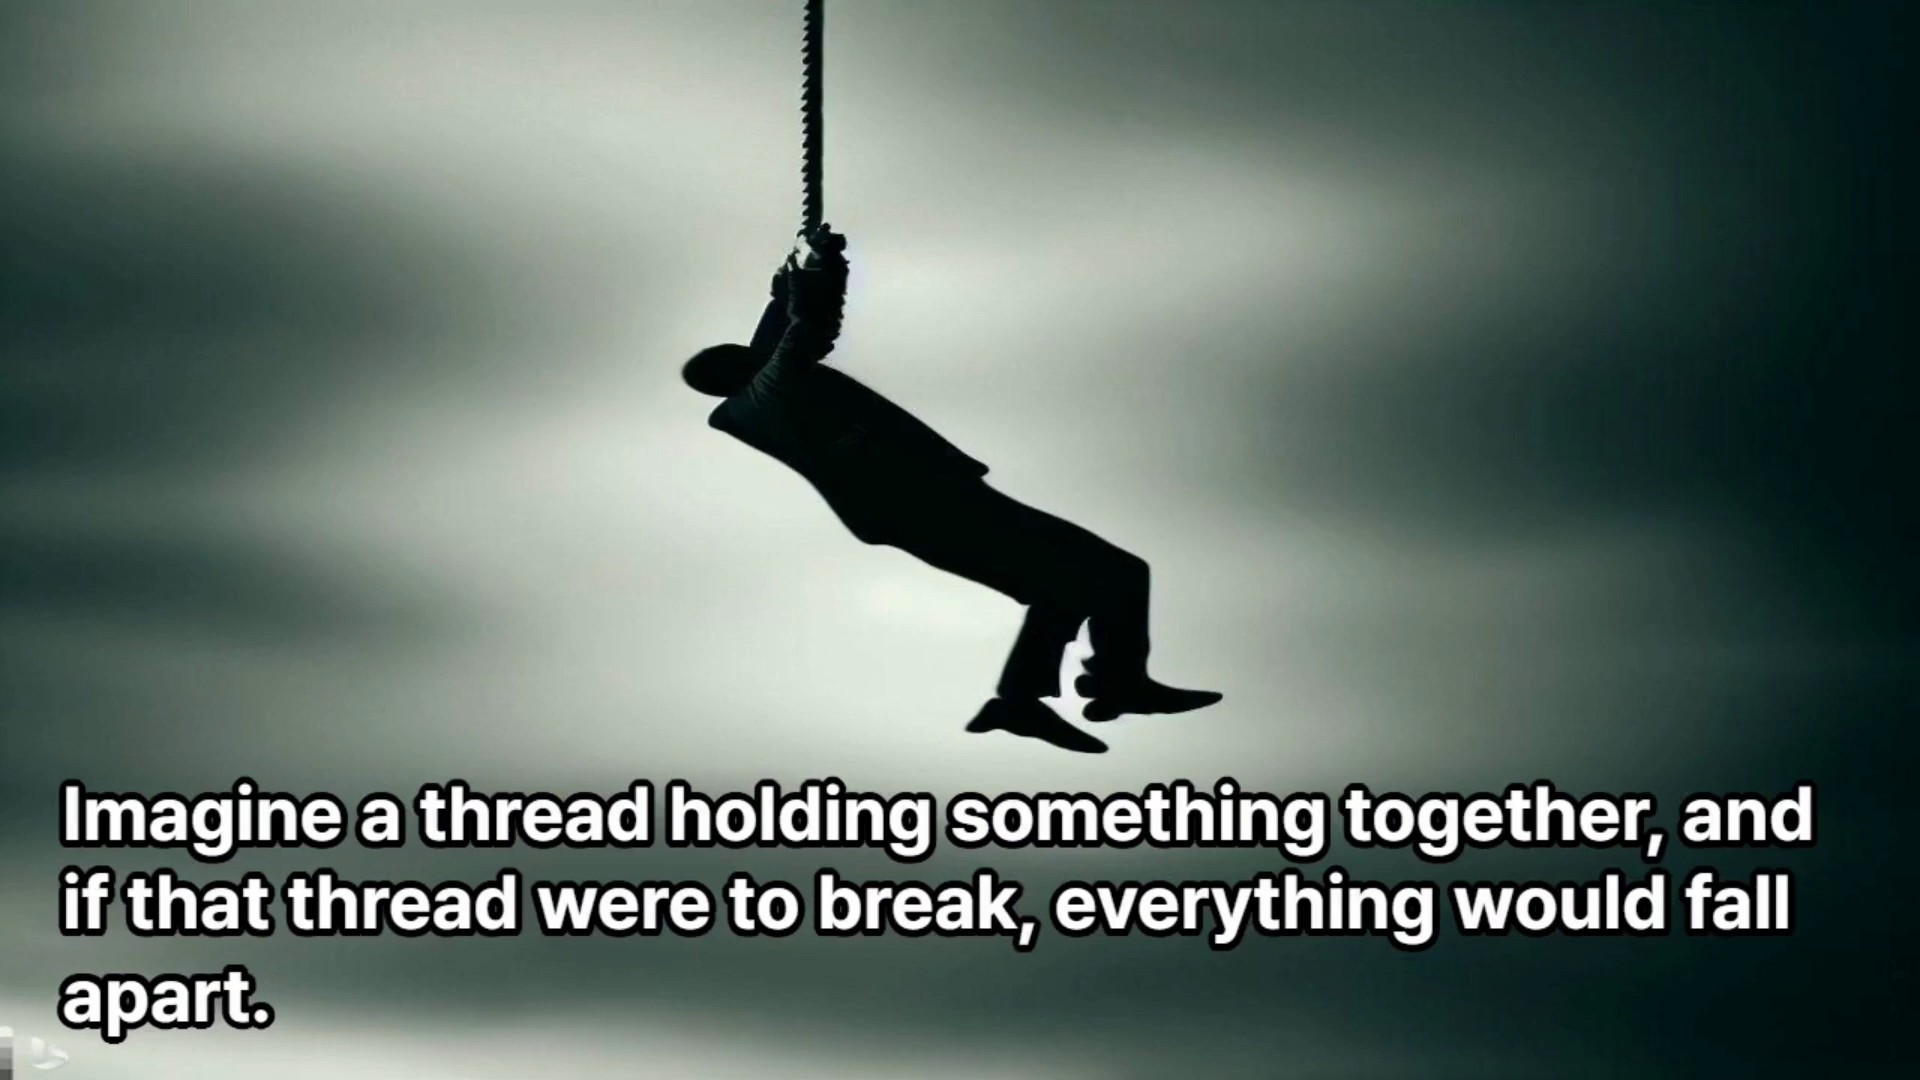 Imagine a thread holding something together, and
if that thread were to break, everything would fall
apart.